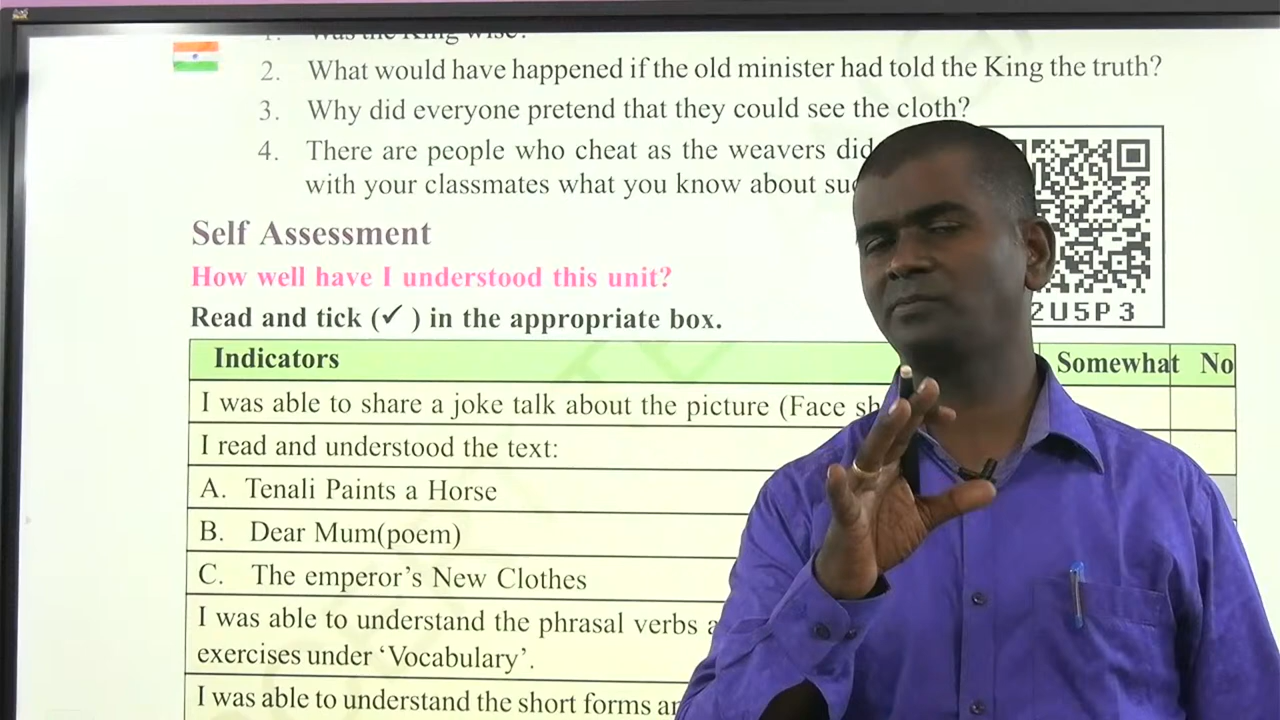 1. Was the King wise?
2. What would have happened if the old minister had told the King the truth?
3. Why did everyone pretend that they could see the cloth?
4. There are people who cheat as the weavers did
with your classmates what you know about
2U5P3
Self Assessment
How well have I understood this unit?
Read and tick (✓ ) in the appropriate box.
Indicators Somewhat No
I was able to share a joke talk about the picture (Face
I read and understood the text:
A. Tenali Paints a Horse
B. Dear Mum(poem)
C. The emperor's New Clothes
I was able to understand the phrasal verbs
exercises under 'Vocabulary'.
I was able to understand the short forms